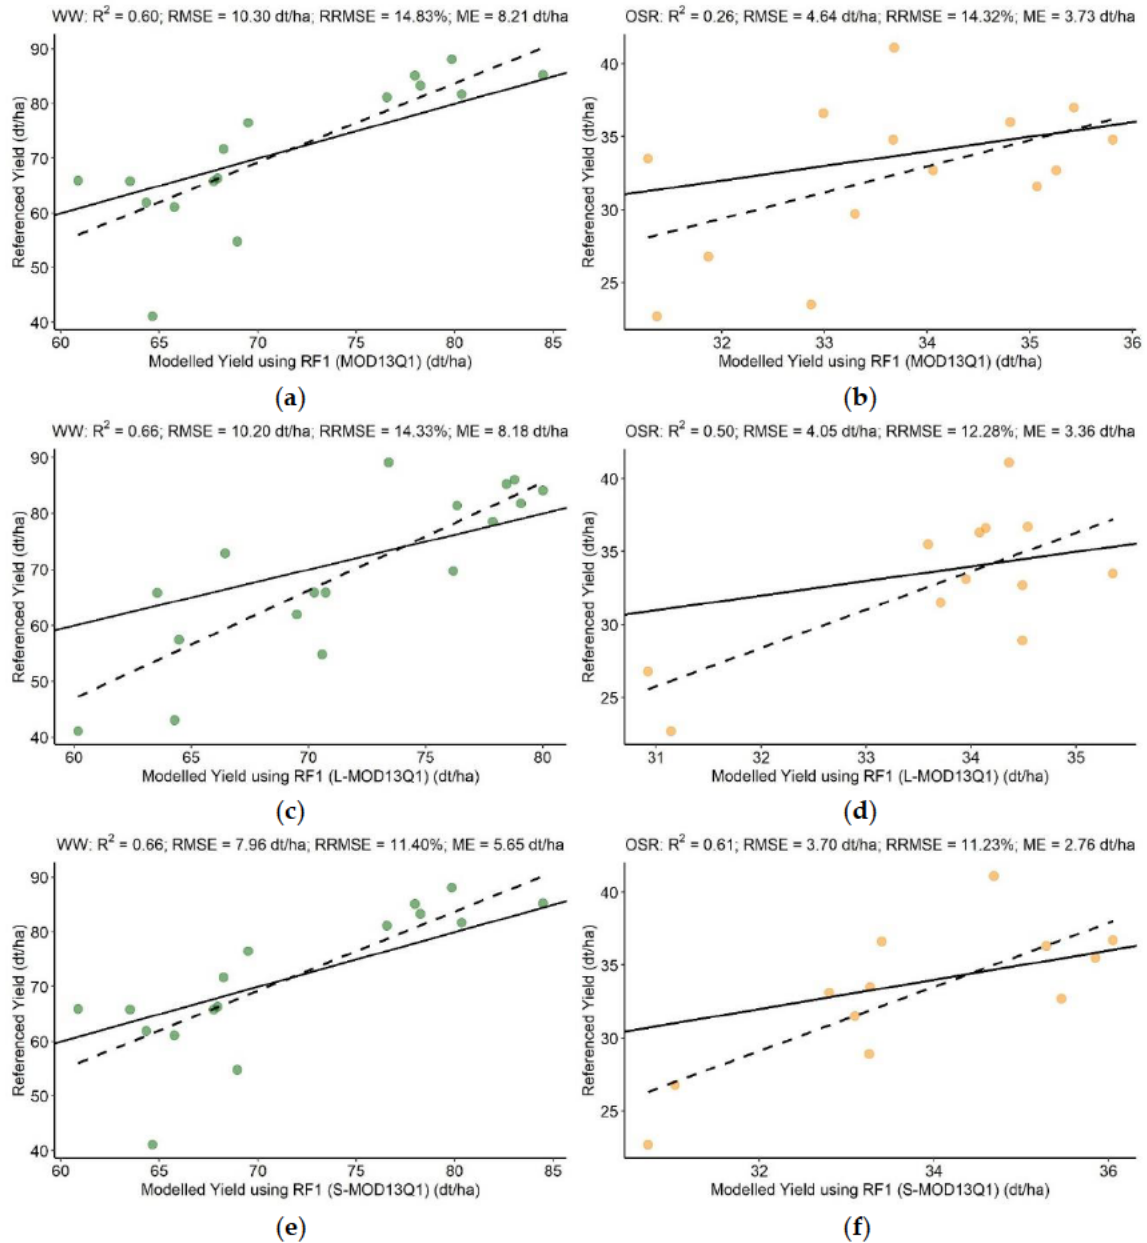 WW: R² = 0.60; RMSE = 10.30 dt/ha; RRMSE = 14.83%; ME = 8.21 dt/ha
Referenced Yield (dt/ha)
90
80
70
60
50
40
60 65 70 75 80 85
Modelled Yield using RF1 (MOD13Q1) (dt/ha)
(a)
OSR: R² = 0.26; RMSE = 4.64 dt/ha; RRMSE = 14.32%; ME = 3.73 dt/ha
Referenced Yield (dt/ha)
40
35
30
25
32 33 34 35 36
Modelled Yield using RF1 (MOD13Q1) (dt/ha)
(b)
WW: R² = 0.66; RMSE = 10.20 dt/ha; RRMSE = 14.33%; ME = 8.18 dt/ha
Referenced Yield (dt/ha)
90
80
70
60
50
40
60 65 70 75 80
Modelled Yield using RF1 (L-MOD13Q1) (dt/ha)
(c)
OSR: R² = 0.50; RMSE = 4.05 dt/ha; RRMSE = 12.28%; ME = 3.36 dt/ha
Referenced Yield (dt/ha)
40
35
30
25
31 32 33 34 35
Modelled Yield using RF1 (L-MOD13Q1) (dt/ha)
(d)
WW: R² = 0.66; RMSE = 7.96 dt/ha; RRMSE = 11.40%; ME = 5.65 dt/ha
Referenced Yield (dt/ha)
90
80
70
60
50
40
60 65 70 75 80 85
Modelled Yield using RF1 (S-MOD13Q1) (dt/ha)
(e)
OSR: R² = 0.61; RMSE = 3.70 dt/ha; RRMSE = 11.23%; ME = 2.76 dt/ha
Referenced Yield (dt/ha)
40
35
30
25
32 34 36
Modelled Yield using RF1 (S-MOD13Q1) (dt/ha)
(f)